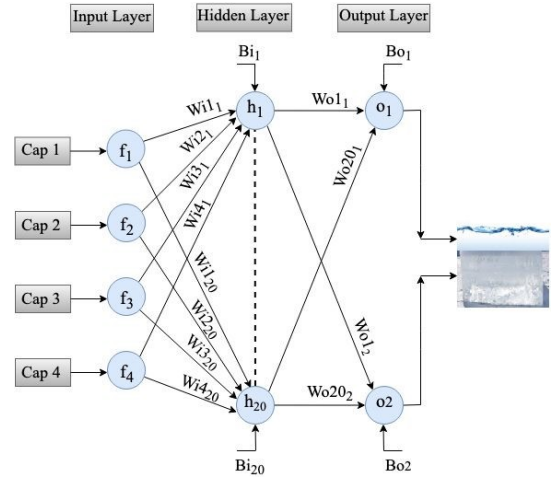 Input Layer
Hidden Layer
Output Layer
Bi1
Bo1
Cap 1
f1
Wi11
h1
Wo11
o1
Wi21
Wi31
Wi41
Wo201
Cap 2
f2
Cap 3
f3
Wi120
Wi220
Wi320
Wi420
Wo12
Cap 4
f4
h20
Wo202
o2
Bi20
Bo2